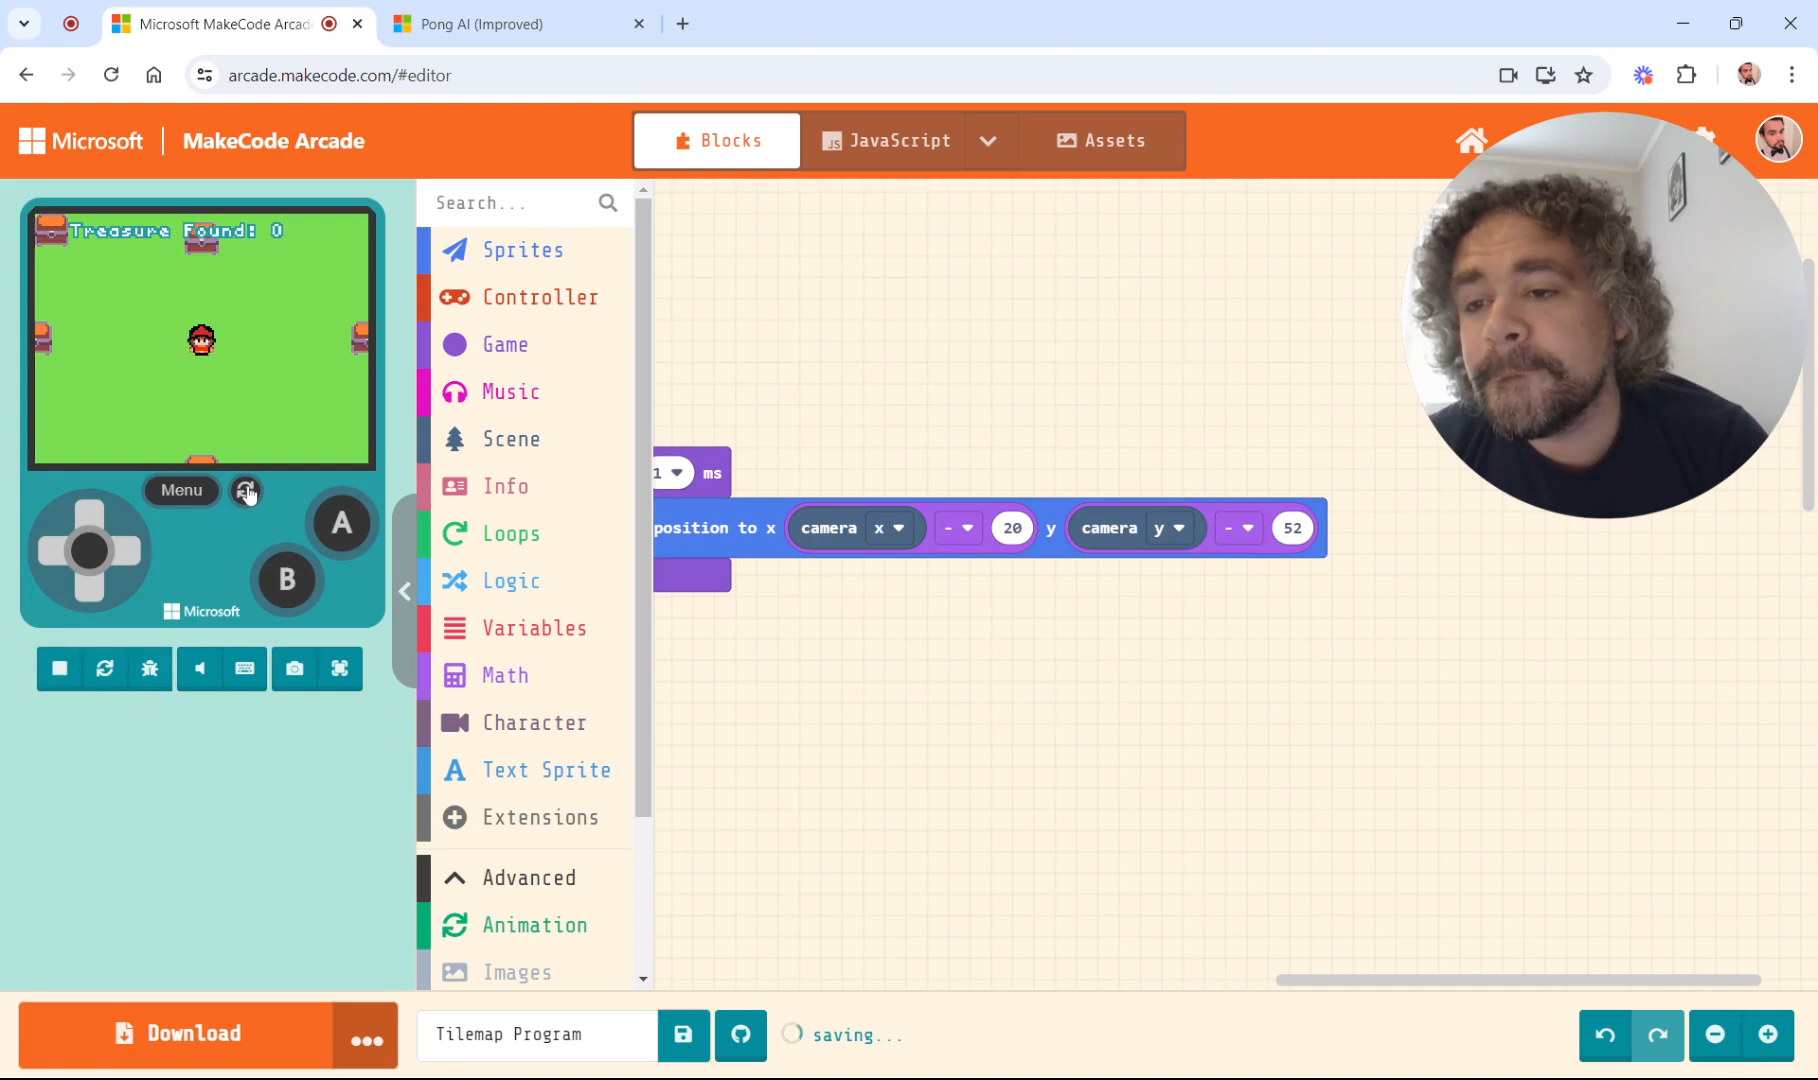 Microsoft MakeCode Arcad
Pong AI (Improved)
arcade.makecode.com/#editor
Microsoft
MakeCode Arcade
Blocks
JS JavaScript
Assets
Treasure Found: 0
Menu
A
B
Microsoft
Search...
Sprites
Controller
Game
Music
Scene
Info
Loops
Logic
Variables
Math
Character
Text Sprite
Extensions
Advanced
Animation
Images
1 ms
position to x camera x - 20 y camera y - 52
Download
Tilemap Program
saving...